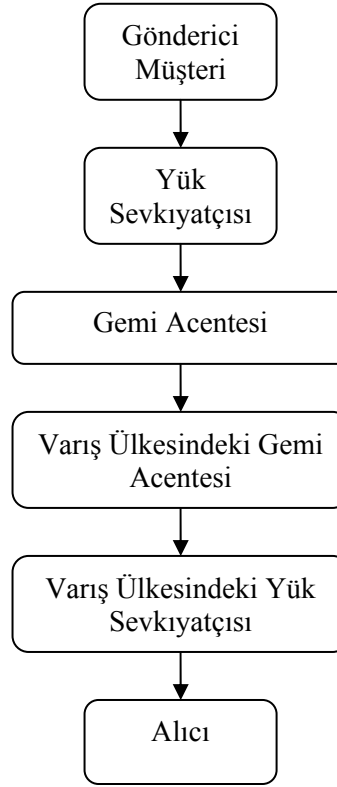 Gönderici
Müşteri
Yük
Sevkıyatçısı
Gemi Acentesi
Varış Ülkesindeki Gemi
Acentesi
Varış Ülkesindeki Yük
Sevkıyatçısı
Alıcı